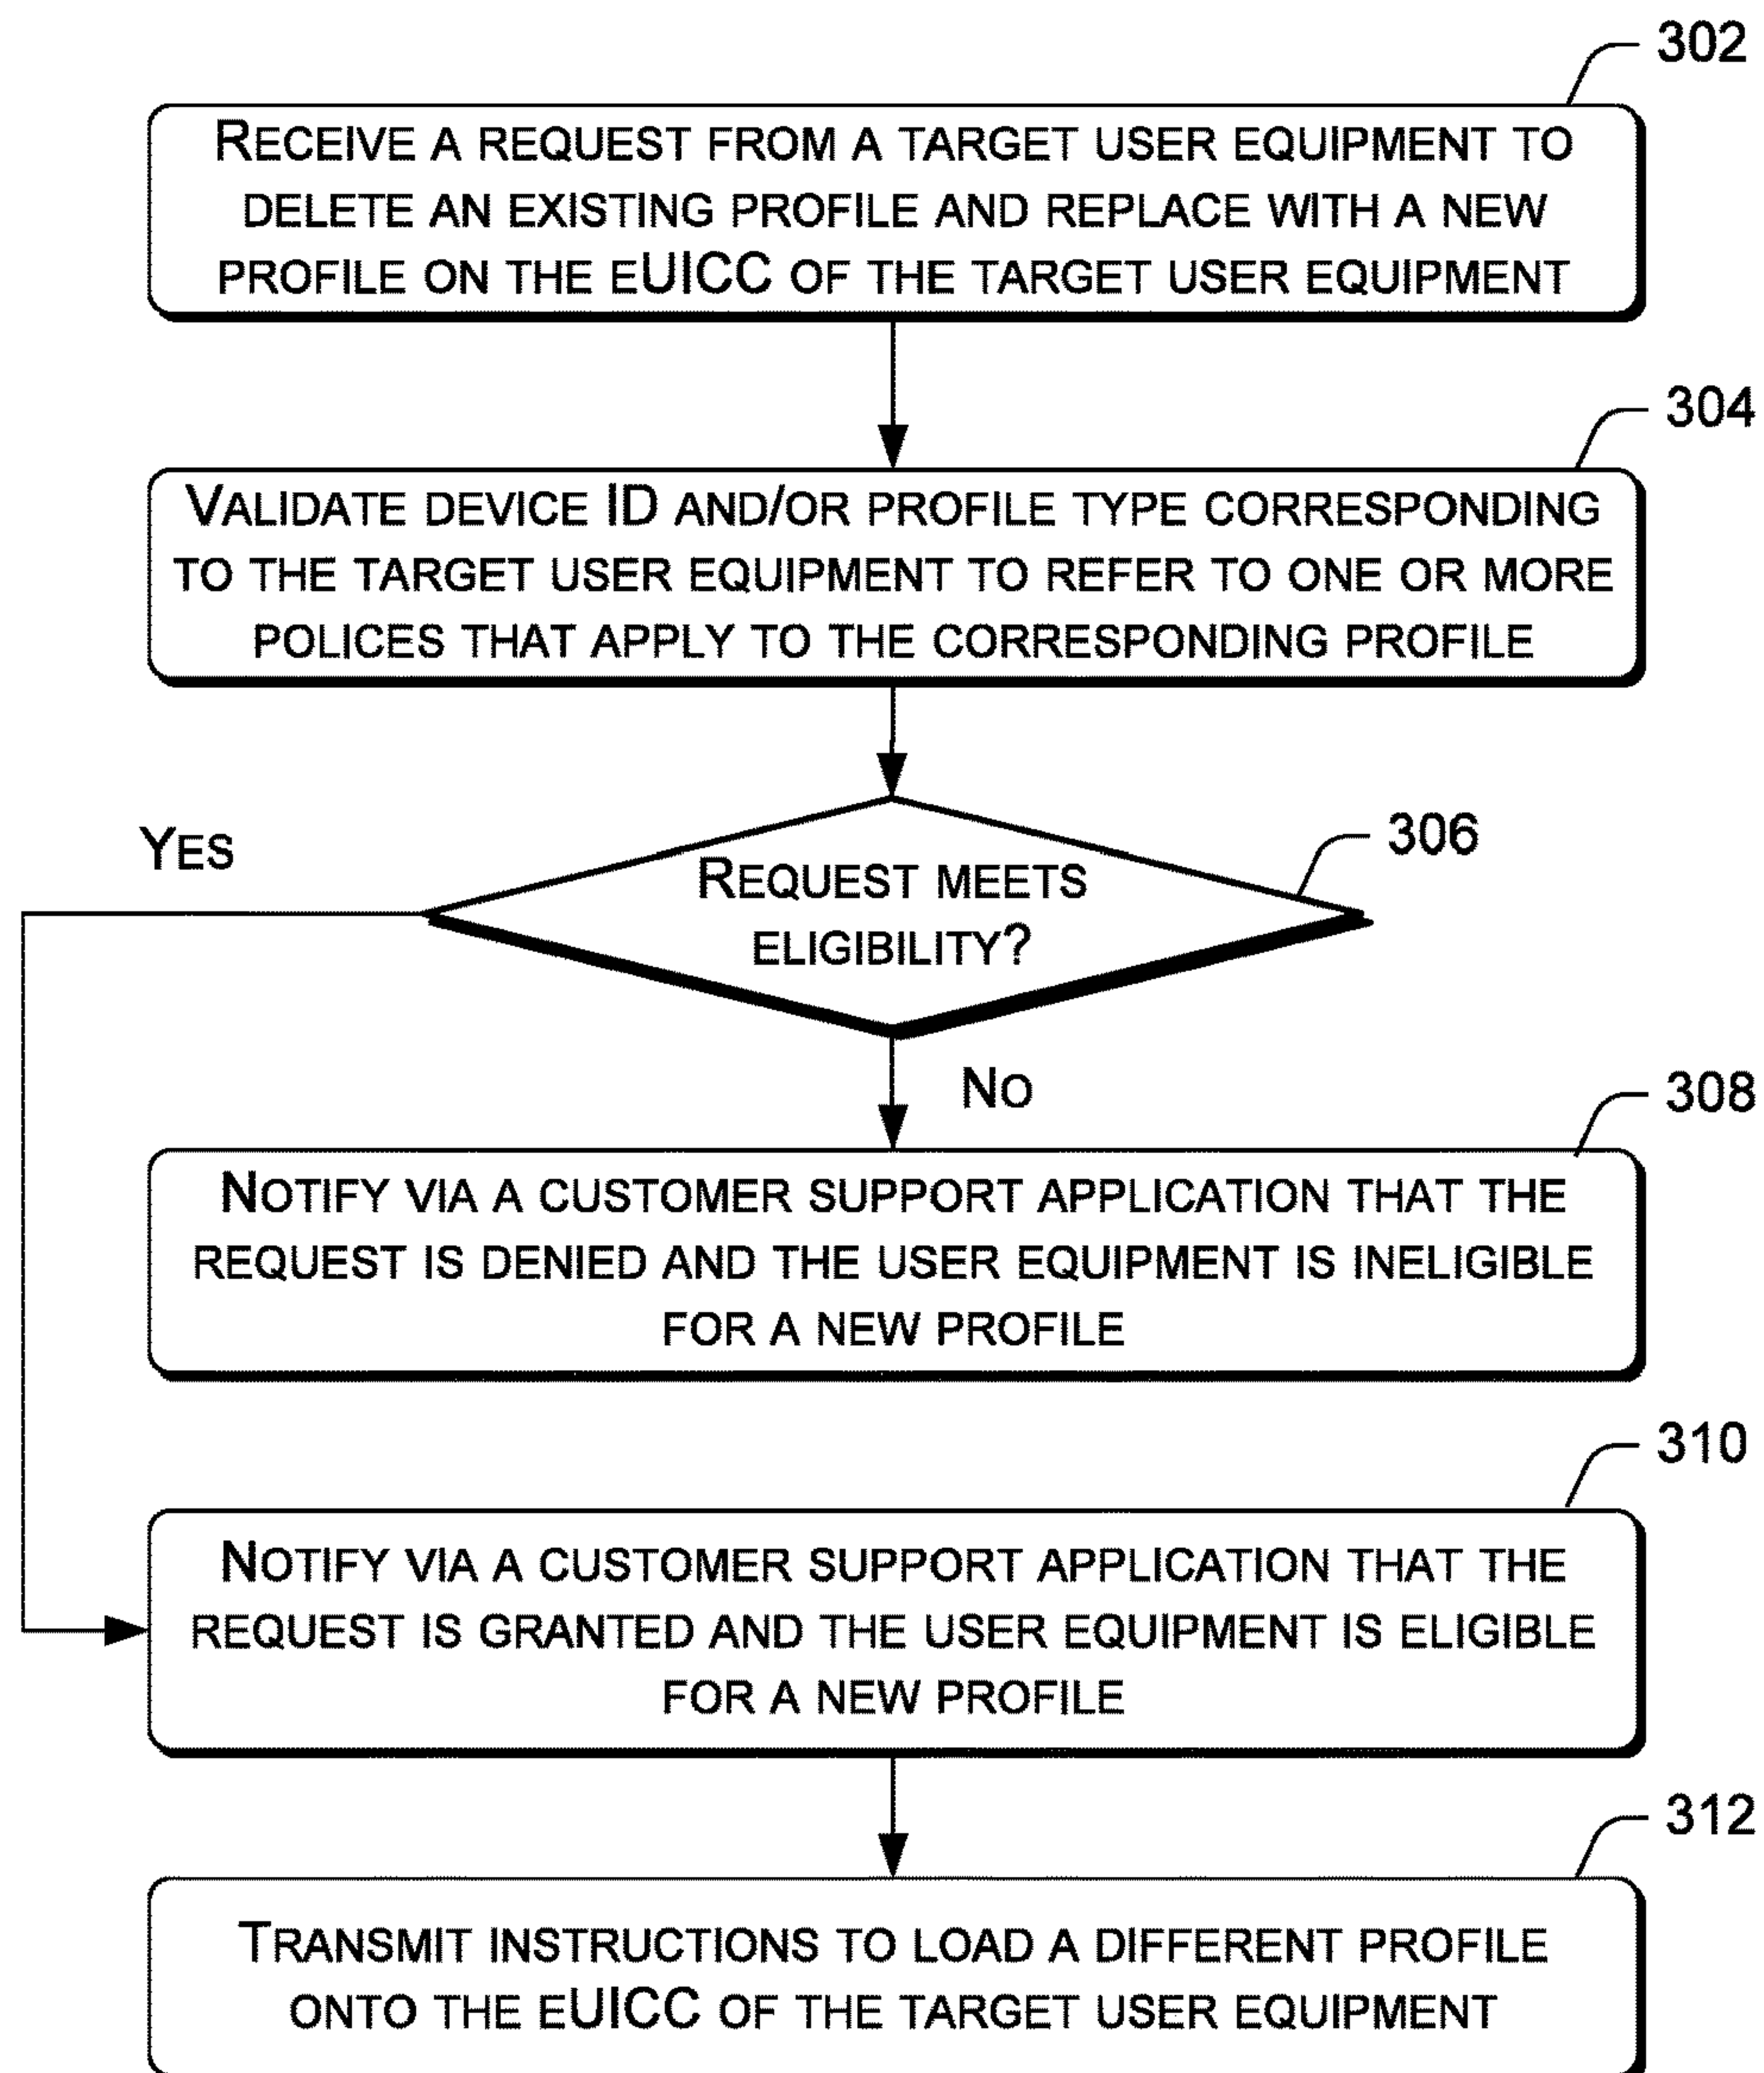 302
RECEIVE A REQUEST FROM A TARGET USER EQUIPMENT TO
DELETE AN EXISTING PROFILE AND REPLACE WITH A NEW
PROFILE ON THE EUICC OF THE TARGET USER EQUIPMENT
304
VALIDATE DEVICE ID AND/OR PROFILE TYPE CORRESPONDING
TO THE TARGET USER EQUIPMENT TO REFER TO ONE OR MORE
POLICES THAT APPLY TO THE CORRESPONDING PROFILE
306
YES
REQUEST MEETS
ELIGIBILITY?
NO
308
NOTIFY VIA A CUSTOMER SUPPORT APPLICATION THAT THE
REQUEST IS DENIED AND THE USER EQUIPMENT IS INELIGIBLE
FOR A NEW PROFILE
310
NOTIFY VIA A CUSTOMER SUPPORT APPLICATION THAT THE
REQUEST IS GRANTED AND THE USER EQUIPMENT IS ELIGIBLE
FOR A NEW PROFILE
312
TRANSMIT INSTRUCTIONS TO LOAD A DIFFERENT PROFILE
ONTO THE EUICC OF THE TARGET USER EQUIPMENT